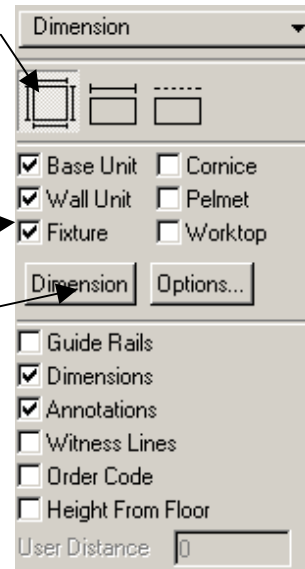 Dimension
Base Unit Cornice
Wall Unit Pelmet
Fixture Worktop
Dimension Options...
Guide Rails
Dimensions
Annotations
Witness Lines
Order Code
Height From Floor
User Distance 0